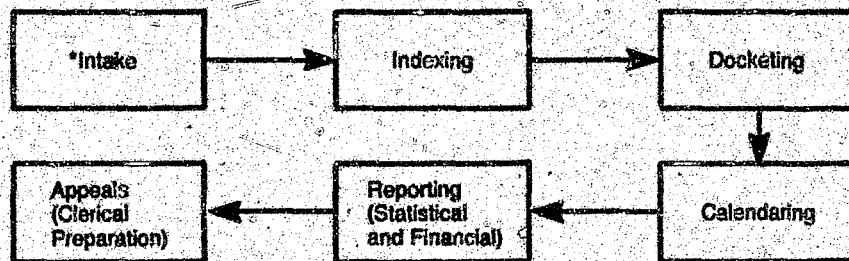 *Intake
Indexing
Docketing
Calendaring
Reporting
(Statistical
and Financial)
Appeals
(Clerical
Preparation)